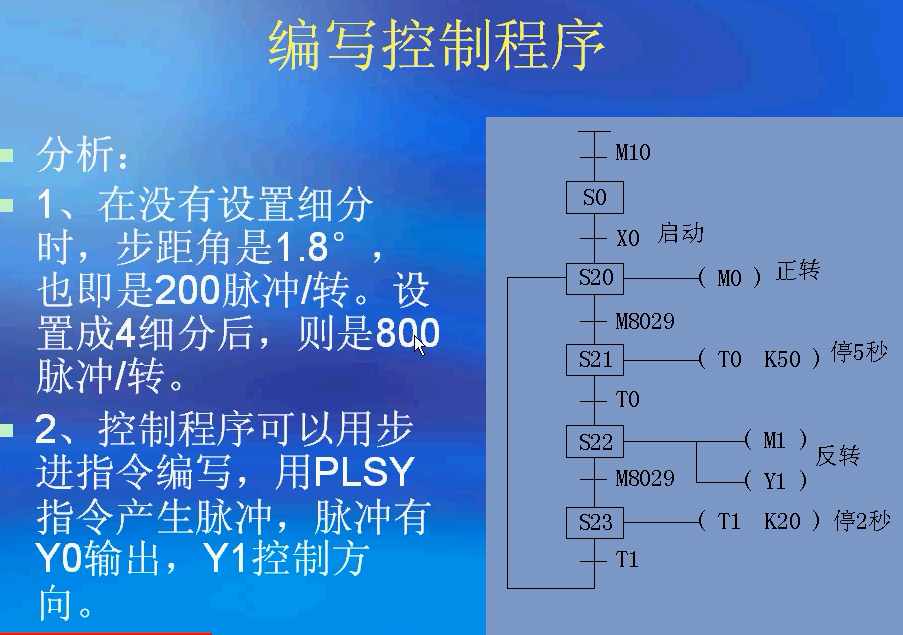 编写控制程序
分析：
1、在没有设置细分
时，步距角是1.8°，
也即是200脉冲/转。设
置成4细分后，则是800
脉冲/转。
2、控制程序可以用步
进指令编写，用PLSY
指令产生脉冲，脉冲有
Y0输出，Y1控制方
向。
M10
S0
X0 启动
S20 ( M0 ) 正转
M8029
S21 ( T0 K50 ) 停5秒
T0
S22 ( M1 )
反转
( Y1 )
M8029
S23 ( T1 K20 ) 停2秒
T1